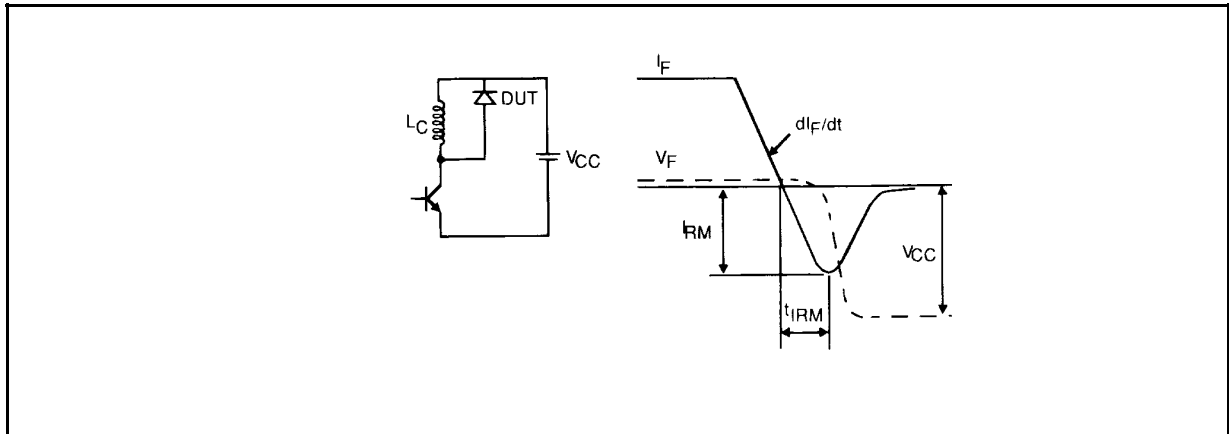 LC
DUT
VCC
IF
dIF/dt
VF
IRM
VCC
tIRM